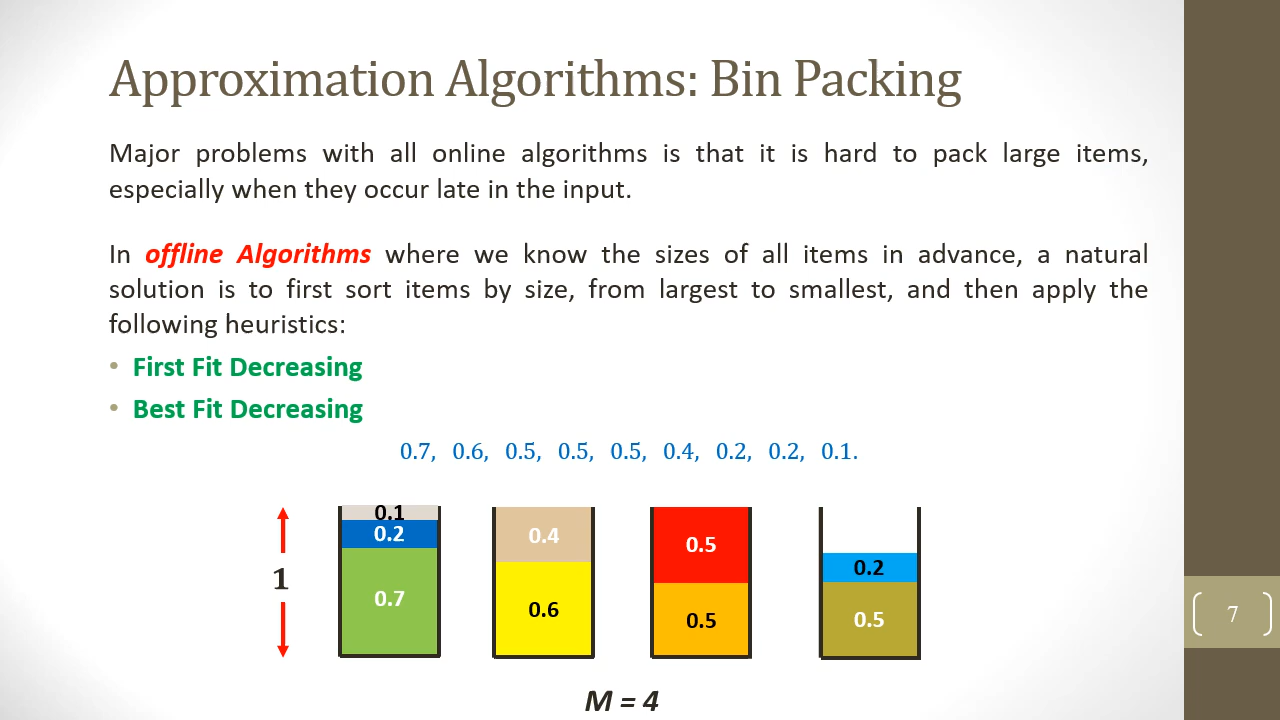 Approximation Algorithms: Bin Packing
Major problems with all online algorithms is that it is hard to pack large items,
especially when they occur late in the input.
In offline Algorithms where we know the sizes of all items in advance, a natural
solution is to first sort items by size, from largest to smallest, and then apply the
following heuristics:
• First Fit Decreasing
• Best Fit Decreasing
0.7, 0.6, 0.5, 0.5, 0.5, 0.4, 0.2, 0.2, 0.1.
0.1
0.2
0.7
0.4
0.6
0.5
0.5
0.2
0.5
1
7
M = 4